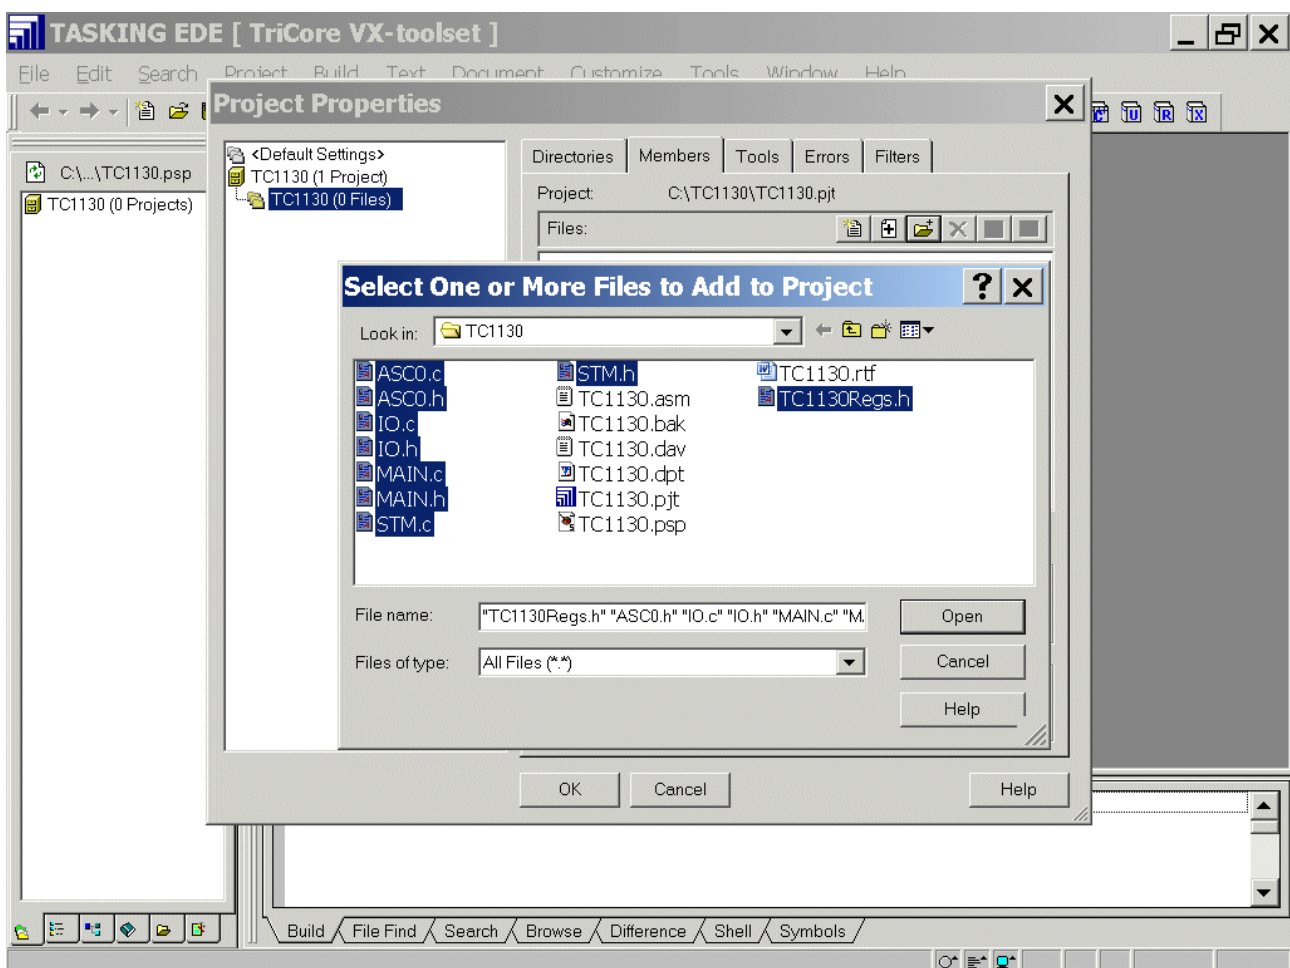 TASKING EDE [ TriCore VX-toolset ]
File Edit Search Project Build Text Document Customize Tools Window Help
Project Properties
C:\...\TC1130.psp
TC1130 (0 Projects)
<Default Settings>
TC1130 (1 Project)
TC1130 (0 Files)
Directories Members Tools Errors Filters
Project: C:\TC1130\TC1130.pjt
Files:
Select One or More Files to Add to Project
Look in: TC1130
ASC0.c STM.h TC1130.rtf
ASC0.h TC1130.asm TC1130Regs.h
IO.c TC1130.bak
IO.h TC1130.dav
MAIN.c TC1130.dpt
MAIN.h TC1130.pjt
STM.c TC1130.psp
File name: "TC1130Regs.h" "ASC0.h" "IO.c" "IO.h" "MAIN.c" "M. Open
Files of type: All Files (*.*) Cancel
Help
OK Cancel Help
Build File Find Search Browse Difference Shell Symbols